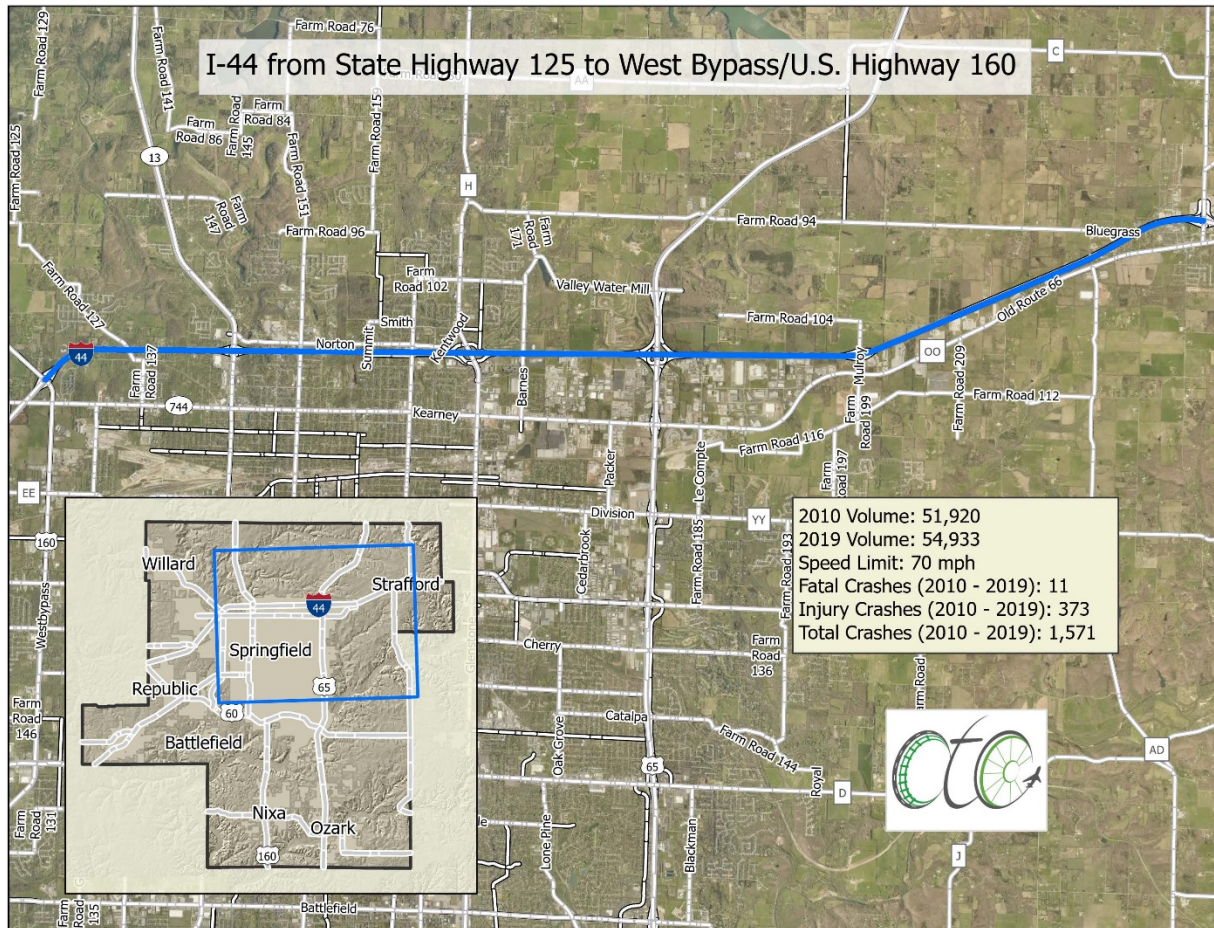 I-44 from State Highway 125 to West Bypass/U.S. Highway 160
Farm Road 129
Farm Road 76
Farm Road 141
Farm Road 159
AA
C
Farm Road 84
Farm Road 86
Farm Road 145
Farm Road 125
13
Farm Road 151
H
Farm Road 147
Farm Road 94
Farm Road 96
Farm Road 171
Bluegrass
Farm Road 102
Valley Water Mill
Farm Road 127
Old Route 66
Smith
Farm Road 104
Norton
Summit
Kentwood
44
Farm Road 137
Mulroy
OO
Barnes
Farm Road 209
744
Kearney
Farm Road 112
Farm Road 199
Farm Road 116
Packer
Le Compte
Farm Road 197
EE
Division
YY
160
Westbypass
Cedarbrook
Farm Road 185
Farm Road 193
2010 Volume: 51,920
2019 Volume: 54,933
Speed Limit: 70 mph
Fatal Crashes (2010 - 2019): 11
Injury Crashes (2010 - 2019): 373
Total Crashes (2010 - 2019): 1,571
Willard
Strafford
44
Springfield
Republic
65
60
Battlefield
Nixa
Ozark
160
Cherry
Farm Road 136
Farm Road 146
Catalpa
Oak Grove
Farm Road 144
Royal
65
D
AD
J
Farm Road 131
Lone Pine
Blackman
Farm Road 135
Battlefield
OTO